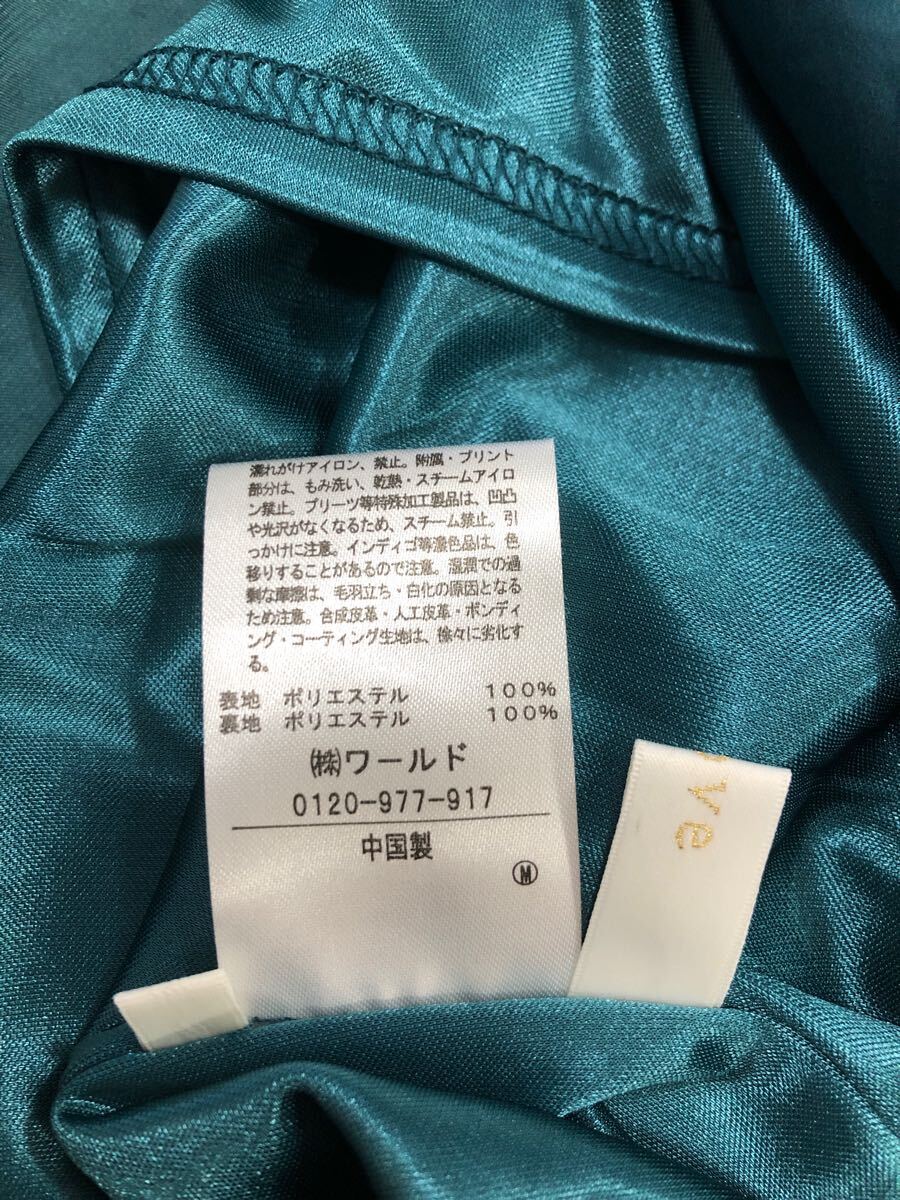 濡れがけアイロン、禁止。附属・プリント
部分は、もみ洗い、乾熱・スチームアイロ
ン禁止。プリーツ等特殊加工製品は、凹凸
や光沢がなくなるため、スチーム禁止。引
っかけに注意。インディゴ等濃色品は、色
移りすることがあるので注意。湿潤での過
剰な摩擦は、毛羽立ち・白化の原因となる
ため注意。合成皮革・人工皮革・ボンディ
ング・コーティング生地は、徐々に劣化す
る。
表地 ポリエステル 100%
裏地 ポリエステル 100%
㈱ワールド
0120-977-917
中国製
Ⓜ
ve